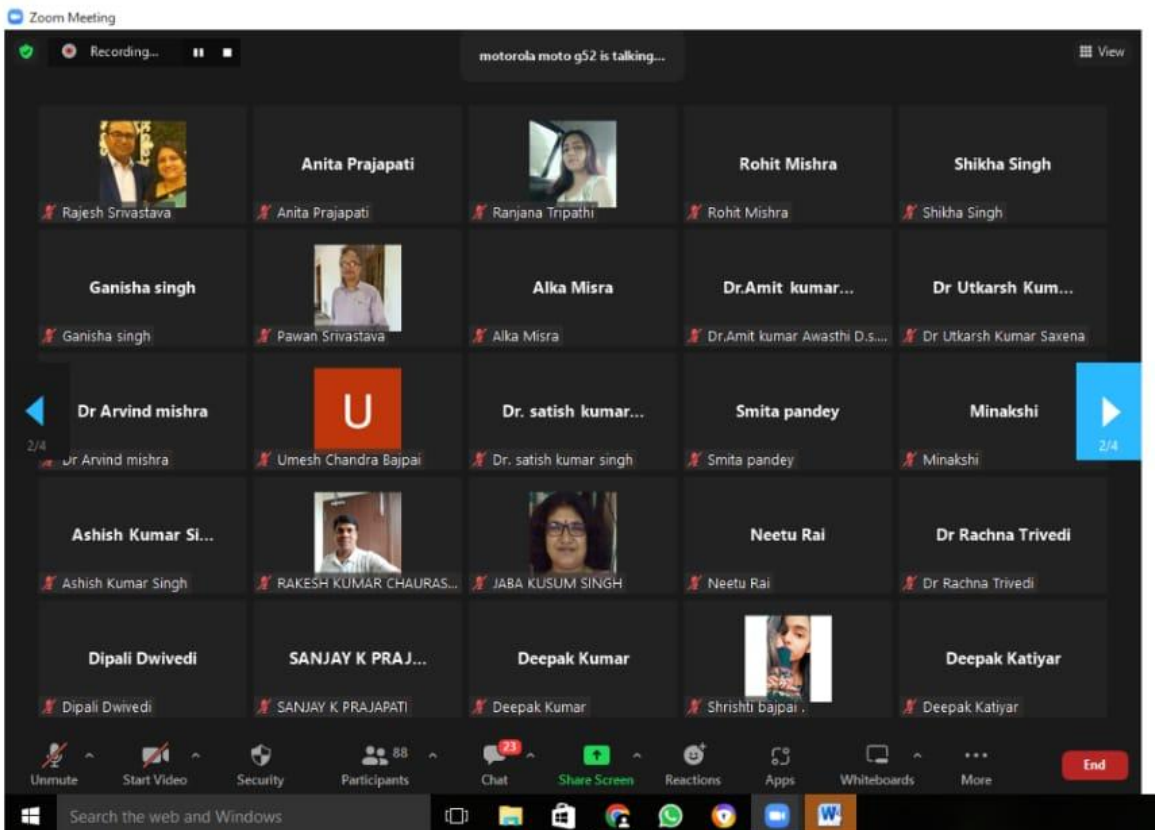 Zoom Meeting
Recording...
motorola moto g52 is talking...
View
Rajesh Srivastava
Anita Prajapati
Anita Prajapati
Ranjana Tripathi
Rohit Mishra
Rohit Mishra
Shikha Singh
Shikha Singh
Ganisha singh
Ganisha singh
Pawan Srivastava
Alka Misra
Alka Misra
Dr.Amit kumar...
Dr.Amit kumar Awasthi D.s....
Dr Utkarsh Kum...
Dr Utkarsh Kumar Saxena
2/4
Dr Arvind mishra
Dr Arvind mishra
U
Umesh Chandra Bajpai
Dr. satish kumar...
Dr. satish kumar singh
Smita pandey
Smita pandey
Minakshi
Minakshi
2/4
Ashish Kumar Si...
Ashish Kumar Singh
RAKESH KUMAR CHAURAS...
JABA KUSUM SINGH
Neetu Rai
Neetu Rai
Dr Rachna Trivedi
Dr Rachna Trivedi
Dipali Dwivedi
Dipali Dwivedi
SANJAY K PRAJ...
SANJAY K PRAJAPATI
Deepak Kumar
Deepak Kumar
Shrishti bajpai .
Deepak Katiyar
Deepak Katiyar
Unmute
Start Video
Security
88
Participants
23
Chat
Share Screen
Reactions
Apps
Whiteboards
More
End
Search the web and Windows
W